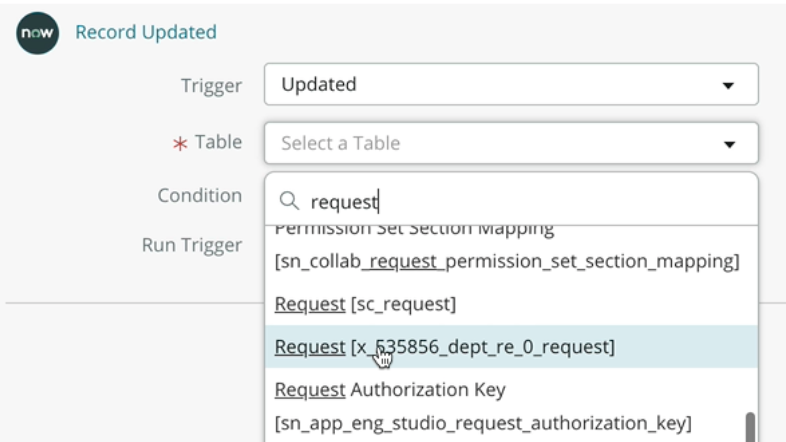 now
Record Updated
Trigger
Updated
* Table
Select a Table
Condition
request
Run Trigger
Permission Set Section Mapping
[sn_collab_request_permission_set_section_mapping]
Request [sc_request]
Request [x_535856_dept_re_0_request]
Request Authorization Key
[sn_app_eng_studio_request_authorization_key]